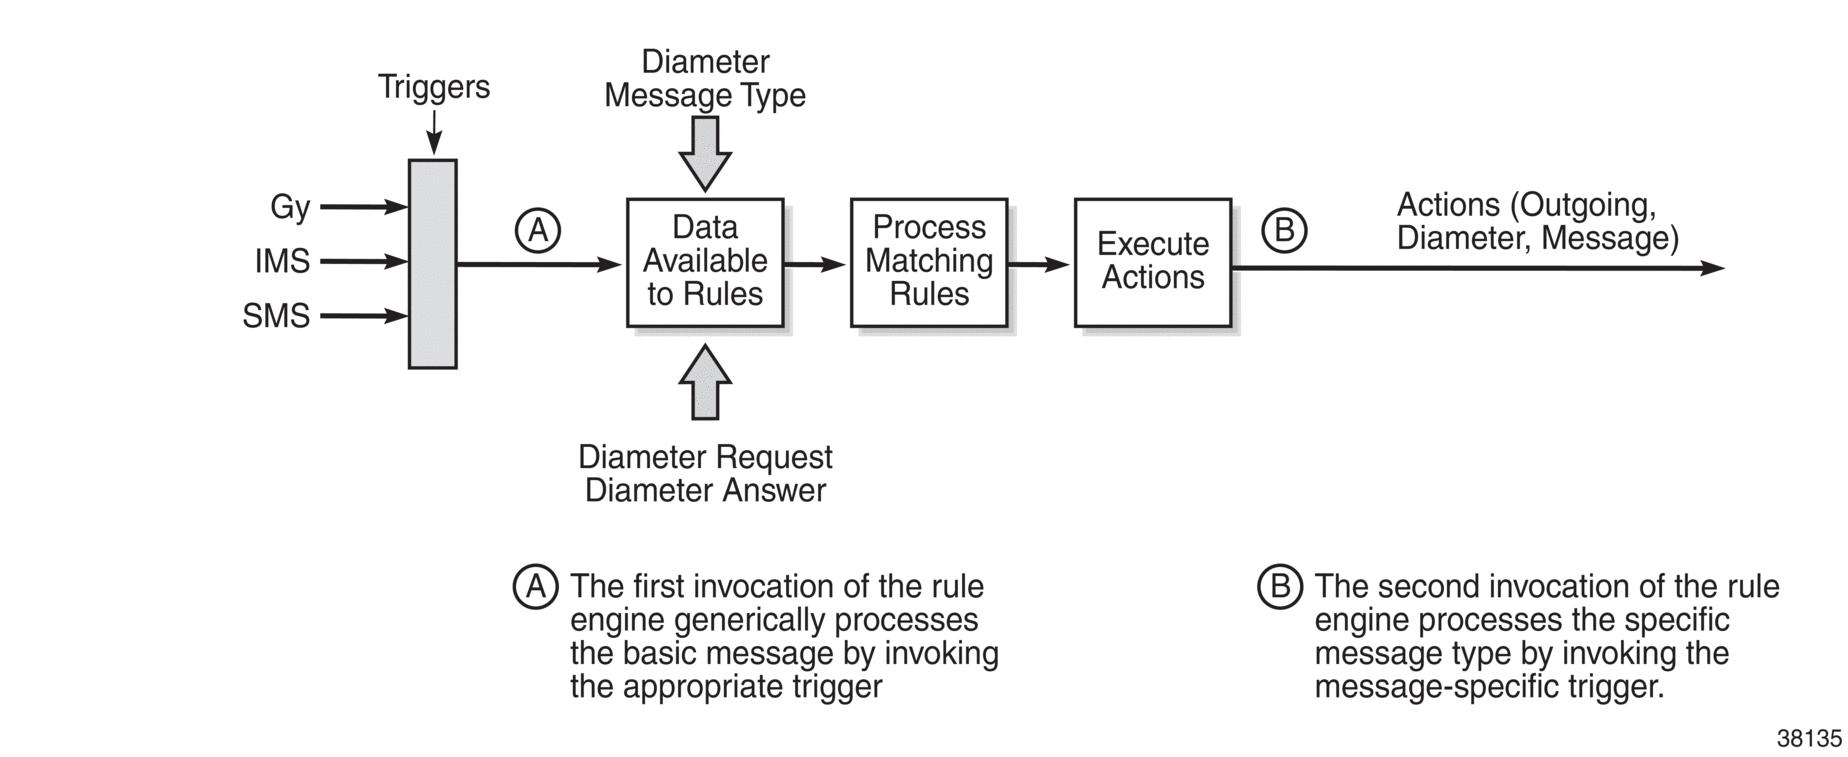 Triggers
Diameter
Message Type
Gy
IMS
SMS
A
Data
Available
to Rules
Process
Matching
Rules
Execute
Actions
B
Actions (Outgoing,
Diameter, Message)
Diameter Request
Diameter Answer
A The first invocation of the rule
engine generically processes
the basic message by invoking
the appropriate trigger
B The second invocation of the rule
engine processes the specific
message type by invoking the
message-specific trigger.
38135